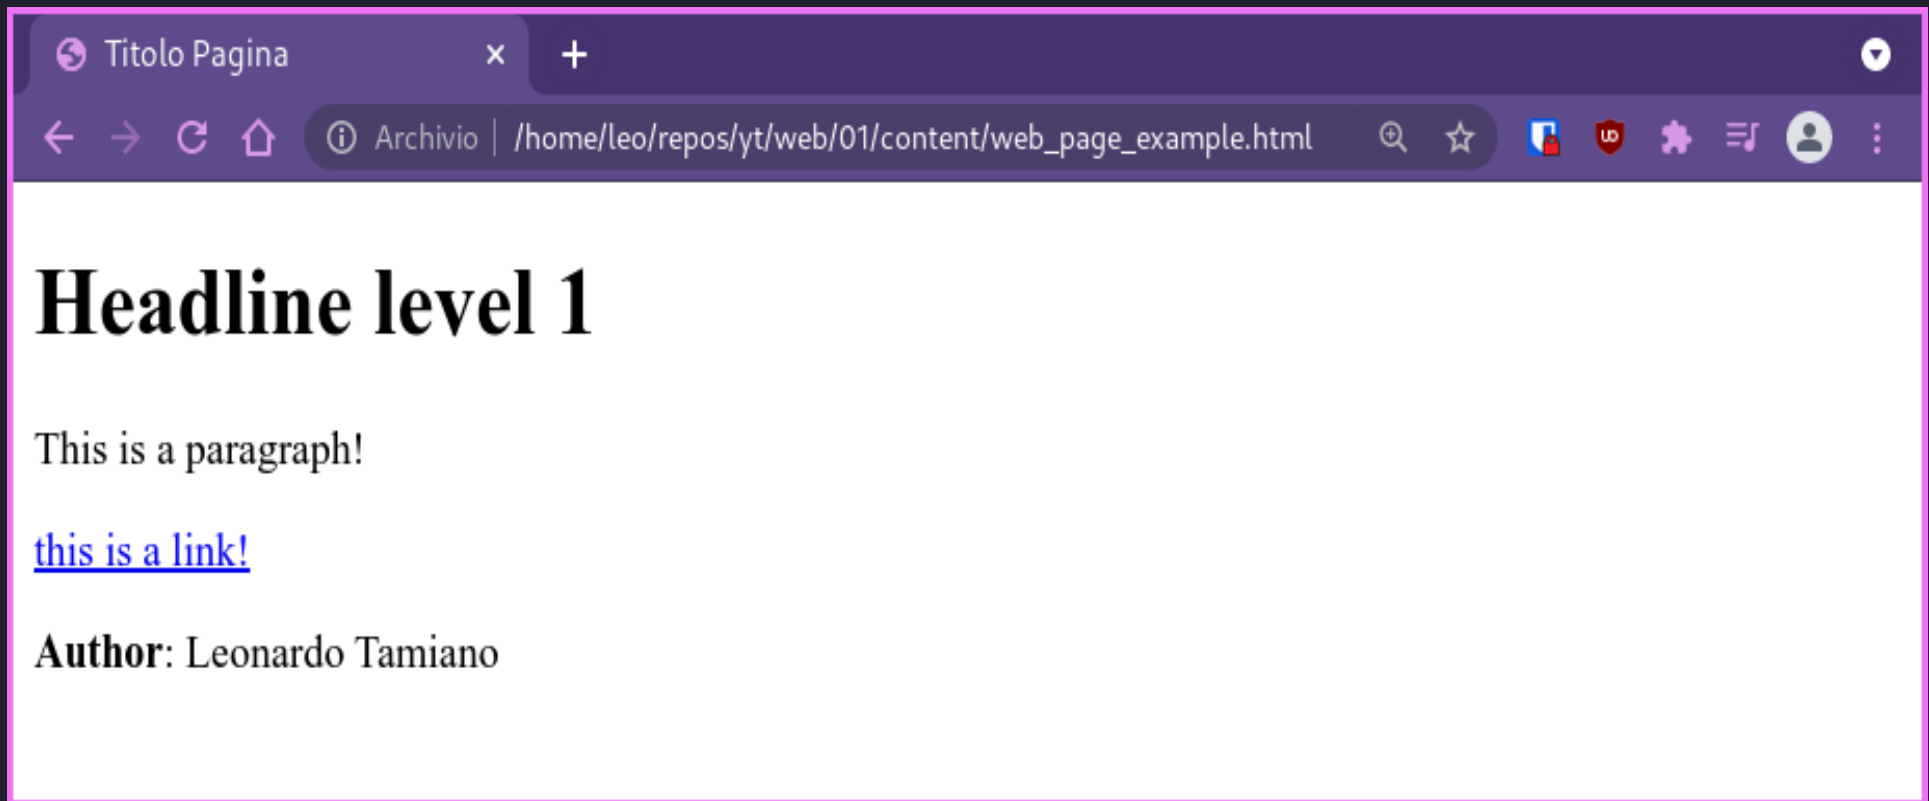 Titolo Pagina
Archivio | /home/leo/repos/yt/web/01/content/web_page_example.html
Headline level 1
This is a paragraph!
this is a link!
Author: Leonardo Tamiano